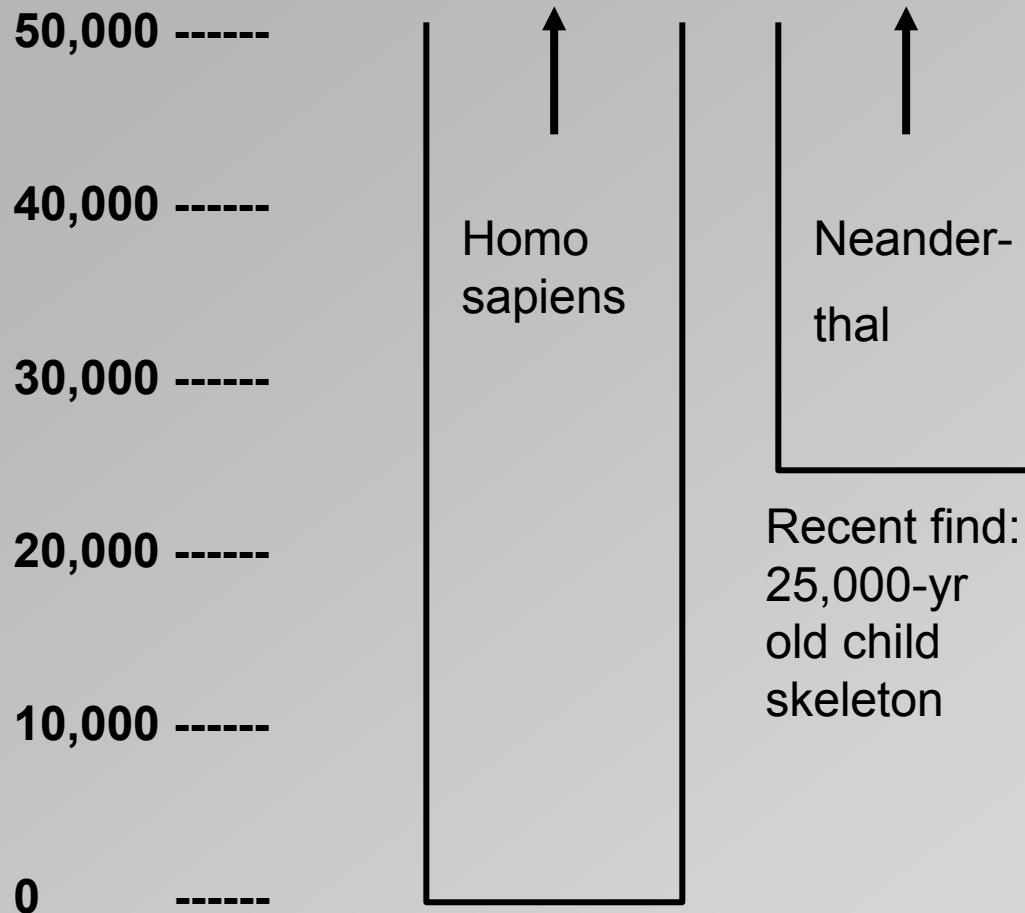 50,000 ------
40,000 ------
Homo
sapiens
Neander-
thal
30,000 ------
20,000 ------
Recent find:
25,000-yr
old child
skeleton
10,000 ------
0 ------